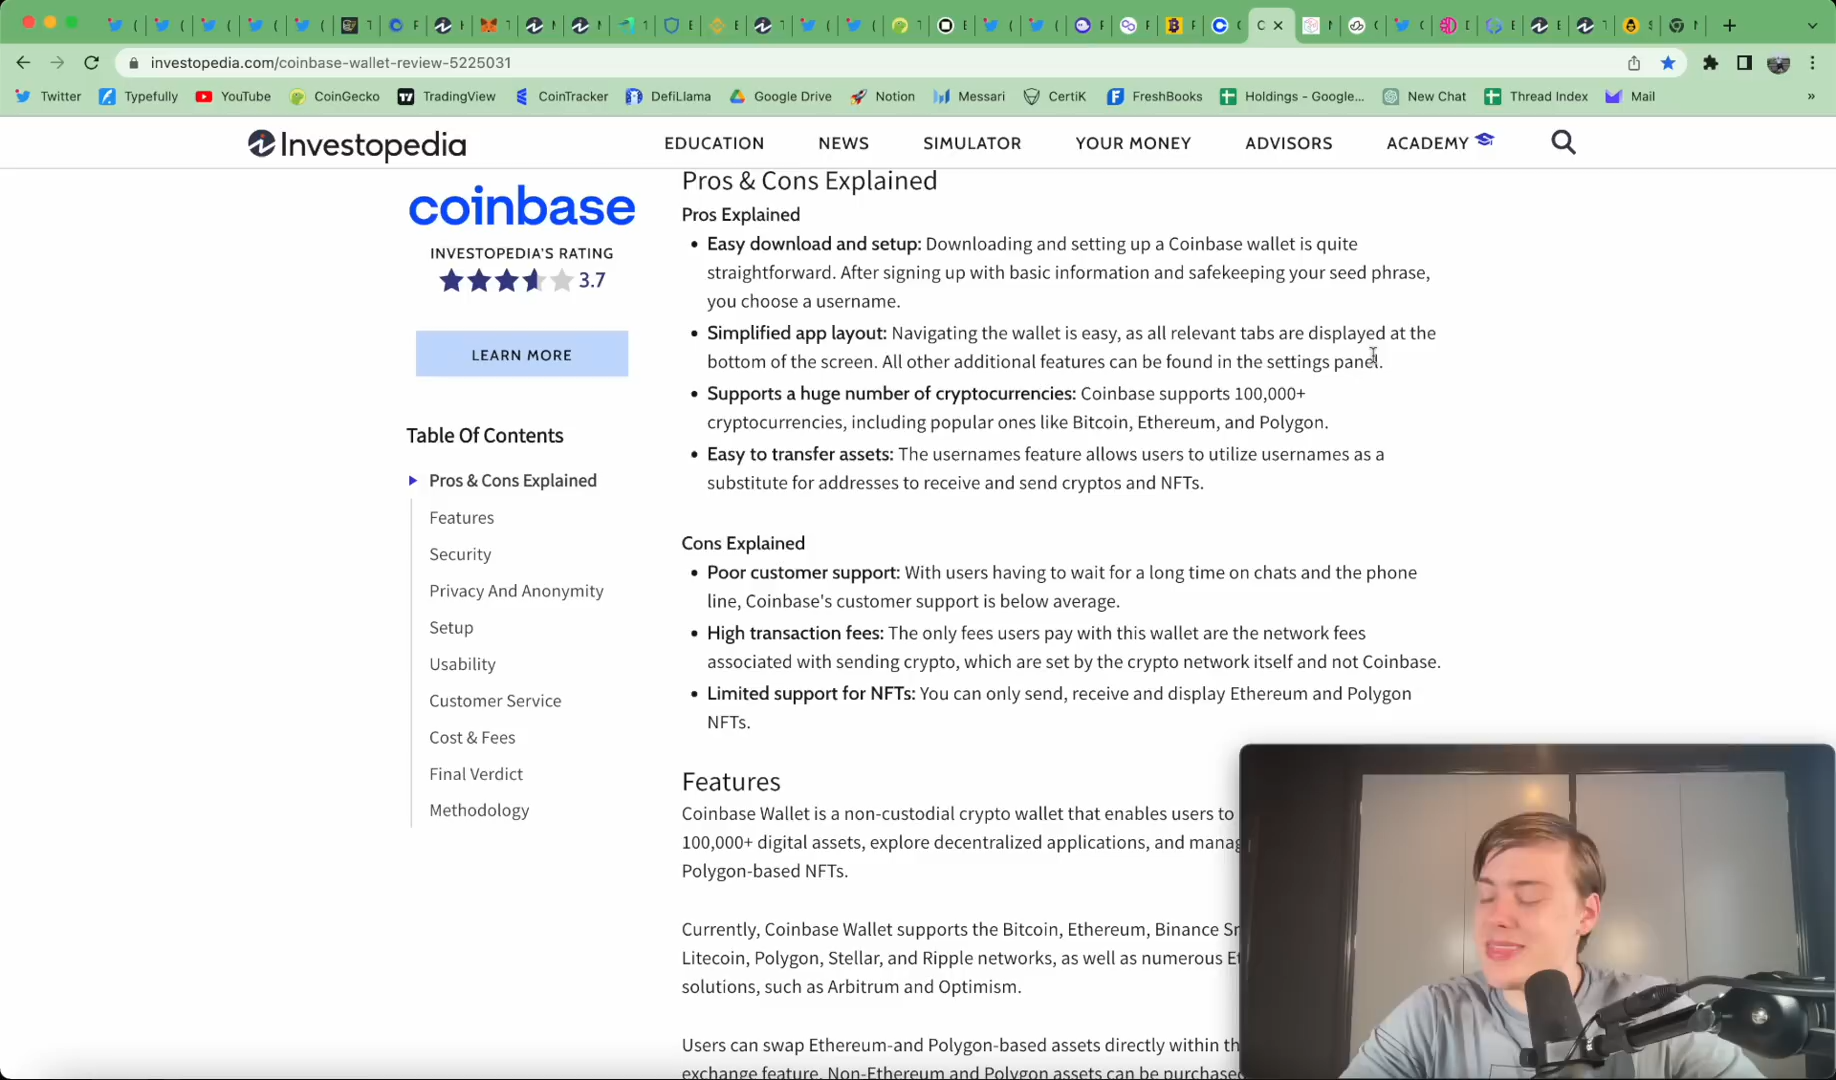 investopedia.com/coinbase-wallet-review-5225031
Twitter Typefully YouTube CoinGecko TradingView CoinTracker DefiLlama Google Drive Notion Messari CertiK FreshBooks Holdings - Google... New Chat Thread Index Mail »
Investopedia
EDUCATION NEWS SIMULATOR YOUR MONEY ADVISORS ACADEMY
coinbase
INVESTOPEDIA'S RATING
3.7
LEARN MORE
Table Of Contents
Pros & Cons Explained
Features
Security
Privacy And Anonymity
Setup
Usability
Customer Service
Cost & Fees
Final Verdict
Methodology
Pros & Cons Explained
Pros Explained
• Easy download and setup: Downloading and setting up a Coinbase wallet is quite
straightforward. After signing up with basic information and safekeeping your seed phrase,
you choose a username.
• Simplified app layout: Navigating the wallet is easy, as all relevant tabs are displayed at the
bottom of the screen. All other additional features can be found in the settings panel.
• Supports a huge number of cryptocurrencies: Coinbase supports 100,000+
cryptocurrencies, including popular ones like Bitcoin, Ethereum, and Polygon.
• Easy to transfer assets: The usernames feature allows users to utilize usernames as a
substitute for addresses to receive and send cryptos and NFTs.
Cons Explained
• Poor customer support: With users having to wait for a long time on chats and the phone
line, Coinbase's customer support is below average.
• High transaction fees: The only fees users pay with this wallet are the network fees
associated with sending crypto, which are set by the crypto network itself and not Coinbase.
• Limited support for NFTs: You can only send, receive and display Ethereum and Polygon
NFTs.
Features
Coinbase Wallet is a non-custodial crypto wallet that enables users to
100,000+ digital assets, explore decentralized applications, and
Polygon-based NFTs.
Currently, Coinbase Wallet supports the Bitcoin, Ethereum, Binance
Litecoin, Polygon, Stellar, and Ripple networks, as well as numerous
solutions, such as Arbitrum and Optimism.
Users can swap Ethereum-and Polygon-based assets directly within
exchange feature. Non-Ethereum and Polygon assets can be purchased